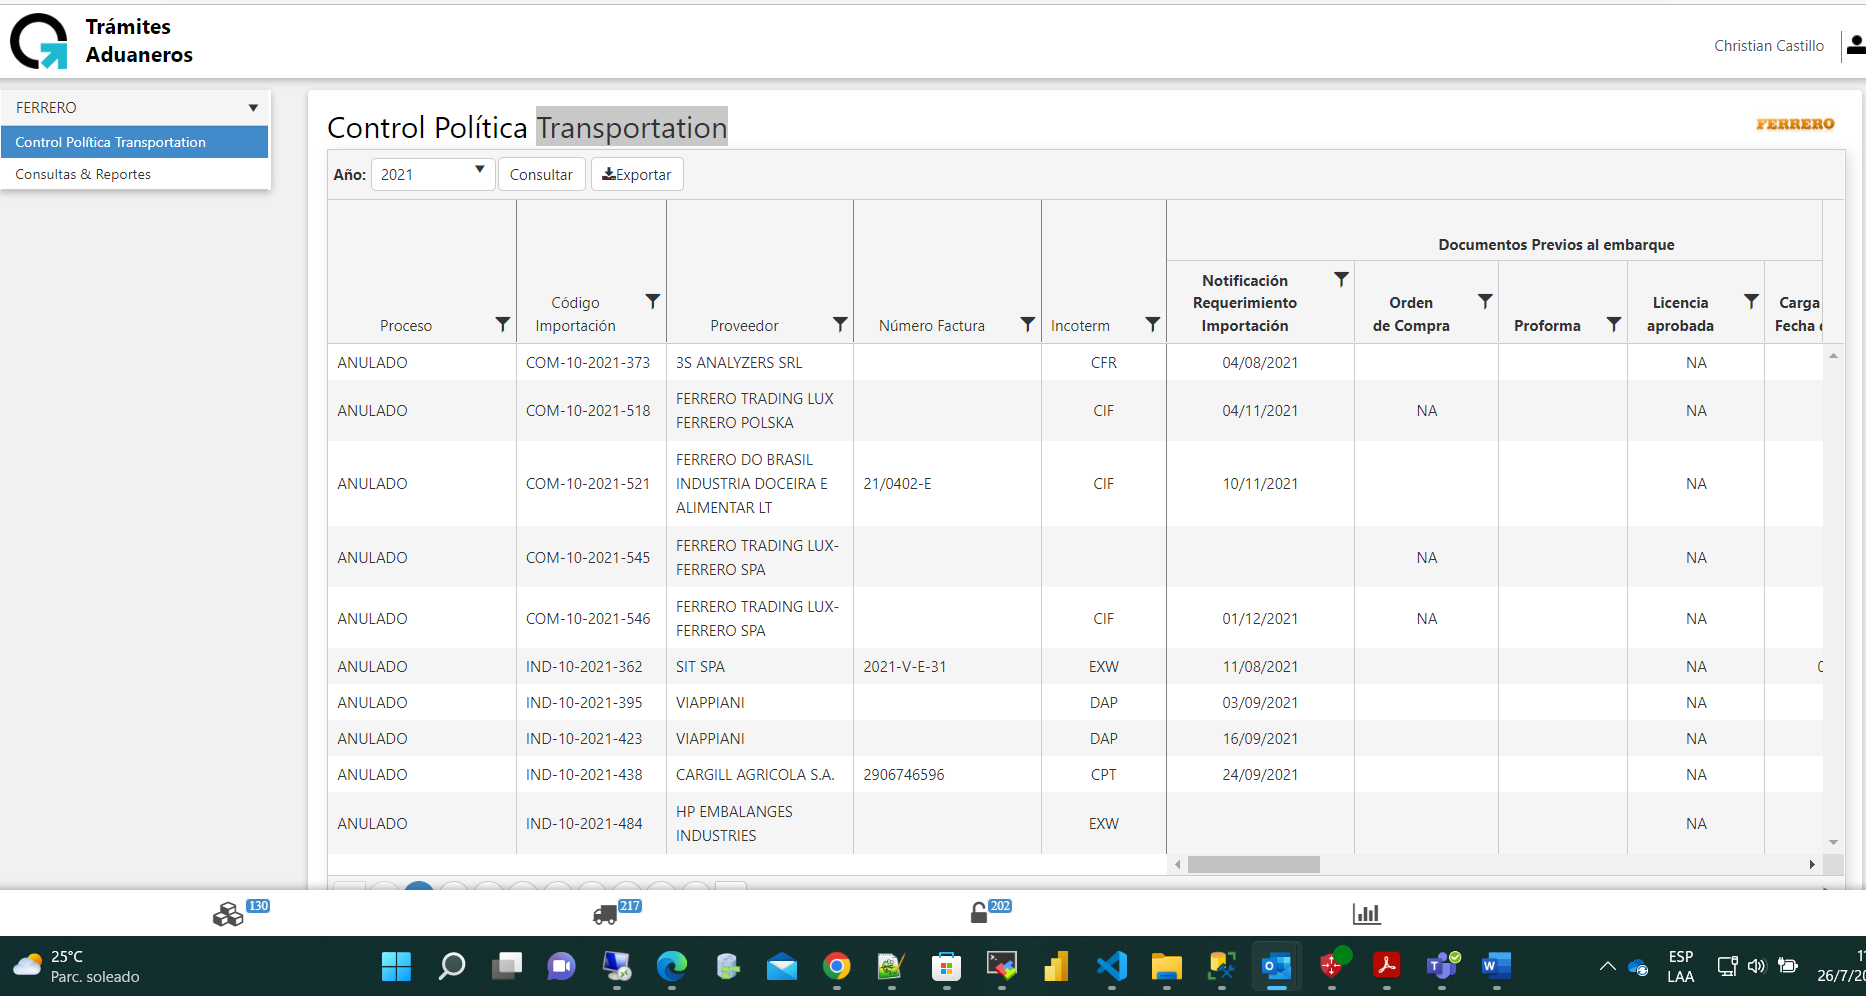 Trámites
Aduaneros
Christian Castillo
FERRERO
Control Política Transportation
Consultas & Reportes
Control Política Transportation
FERRERO
Año: 2021 Consultar Exportar
Documentos Previos al embarque
Proceso
Código
Importación
Proveedor
Número Factura
Incoterm
Notificación
Requerimiento
Importación
Orden
de Compra
Proforma
Licencia
aprobada
Carga
Fecha
ANULADO COM-10-2021-373 3S ANALYZERS SRL CFR 04/08/2021 NA
ANULADO COM-10-2021-518 FERRERO TRADING LUX
FERRERO POLSKA CIF 04/11/2021 NA NA
ANULADO COM-10-2021-521 FERRERO DO BRASIL
INDUSTRIA DOCEIRA E
ALIMENTAR LT 21/0402-E CIF 10/11/2021 NA
ANULADO COM-10-2021-545 FERRERO TRADING LUX-
FERRERO SPA NA NA
ANULADO COM-10-2021-546 FERRERO TRADING LUX-
FERRERO SPA CIF 01/12/2021 NA NA
ANULADO IND-10-2021-362 SIT SPA 2021-V-E-31 EXW 11/08/2021 NA
ANULADO IND-10-2021-395 VIAPPIANI DAP 03/09/2021 NA
ANULADO IND-10-2021-423 VIAPPIANI DAP 16/09/2021 NA
ANULADO IND-10-2021-438 CARGILL AGRICOLA S.A. 2906746596 CPT 24/09/2021 NA
ANULADO IND-10-2021-484 HP EMBALANGES
INDUSTRIES EXW NA
130 217 202
25°C
Parc. soleado
ESP
LAA
26/7/20